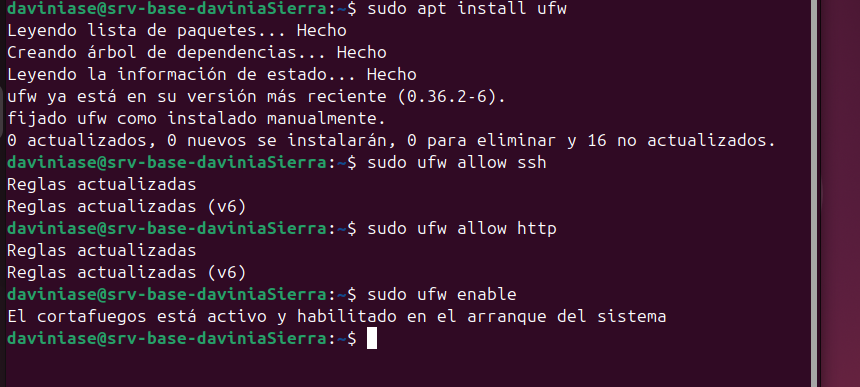 daviniase@srv-base-daviniaSierra:~$ sudo apt install ufw
Leyendo lista de paquetes... Hecho
Creando árbol de dependencias... Hecho
Leyendo la información de estado... Hecho
ufw ya está en su versión más reciente (0.36.2-6).
fijado ufw como instalado manualmente.
0 actualizados, 0 nuevos se instalarán, 0 para eliminar y 16 no actualizados.
daviniase@srv-base-daviniaSierra:~$ sudo ufw allow ssh
Reglas actualizadas
Reglas actualizadas (v6)
daviniase@srv-base-daviniaSierra:~$ sudo ufw allow http
Reglas actualizadas
Reglas actualizadas (v6)
daviniase@srv-base-daviniaSierra:~$ sudo ufw enable
El cortafuegos está activo y habilitado en el arranque del sistema
daviniase@srv-base-daviniaSierra:~$